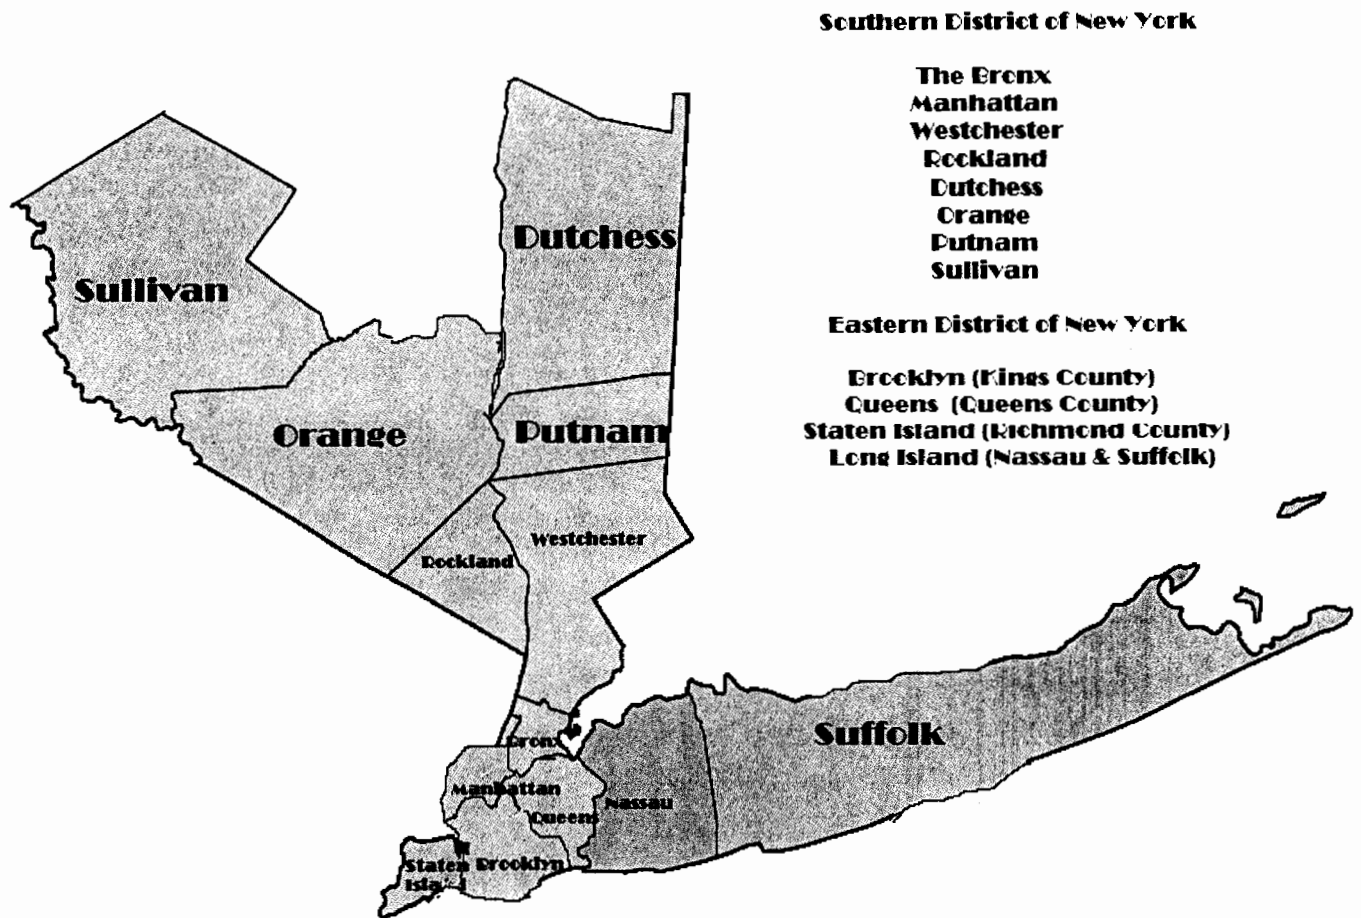 Southern District of New York
The Bronx
Manhattan
Westchester
Rockland
Dutchess
Orange
Putnam
Sullivan
Eastern District of New York
Brooklyn (Kings County)
Queens (Queens County)
Staten Island (Richmond County)
Long Island (Nassau & Suffolk)
Dutchess
Sullivan
Orange
Putnam
Westchester
Rockland
Suffolk
Bronx
Manhattan
Nassau
Queens
Staten
Brooklyn